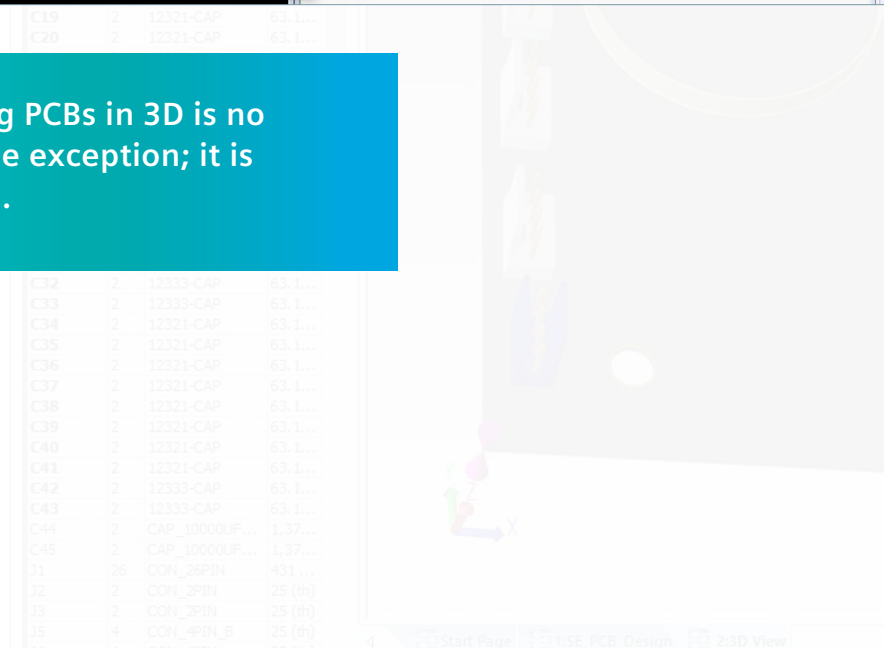 C19 2 12321-CAP 63.1...
C20 2 12321-CAP 63.1...
g PCBs in 3D is no
e exception; it is
.
C32 2 12333-CAP 63.1...
C33 2 12333-CAP 63.1...
C34 2 12321-CAP 63.1...
C35 2 12321-CAP 63.1...
C36 2 12321-CAP 63.1...
C37 2 12321-CAP 63.1...
C38 2 12321-CAP 63.1...
C39 2 12321-CAP 63.1...
C40 2 12321-CAP 63.1...
C41 2 12321-CAP 63.1...
C42 2 12333-CAP 63.1...
C43 2 12333-CAP 63.1...
C44 2 CAP_10000UF... 1,37...
C45 2 CAP_10000UF... 1,37...
J1 26 CON_26PIN 431 ...
J2 2 CON_2PIN 25 (th)
J3 2 CON_2PIN 25 (th)
J5 4 CON_4PIN_B 25 (th)
Y
Z
X
Start Page 1:SE_PCB Design 2:3D View